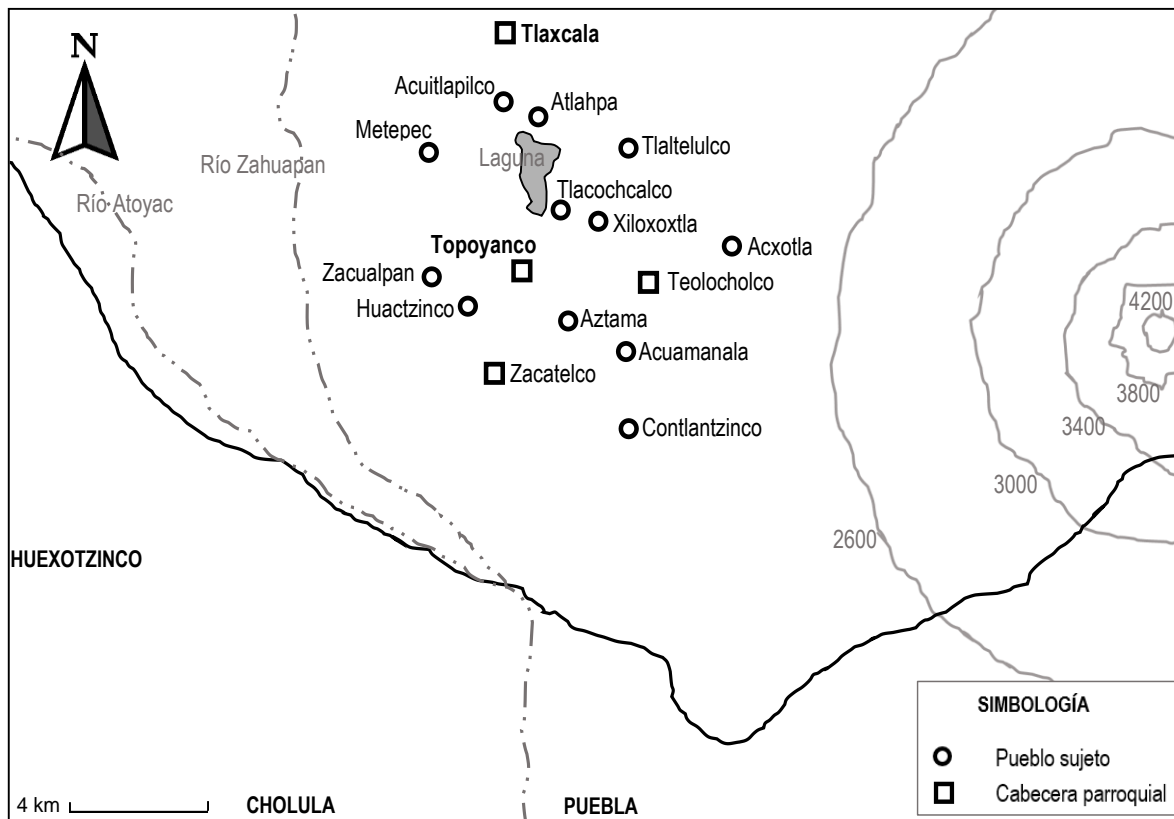 N
Tlaxcala
Acuitlapilco
Atlahpa
Metepec
Tlaltelulco
Laguna
Río Zahuapan
Río Atoyac
Tlacochcalco
Xiloxoxtla
Acxotla
Topoyanco
Zacualpan
Teolocholco
Huactzinco
Aztama
Acuamanala
Zacatelco
Contlantzinco
4200
3800
3400
3000
2600
HUEXOTZINCO
SIMBOLOGÍA
Pueblo sujeto
Cabecera parroquial
4 km
CHOLULA
PUEBLA